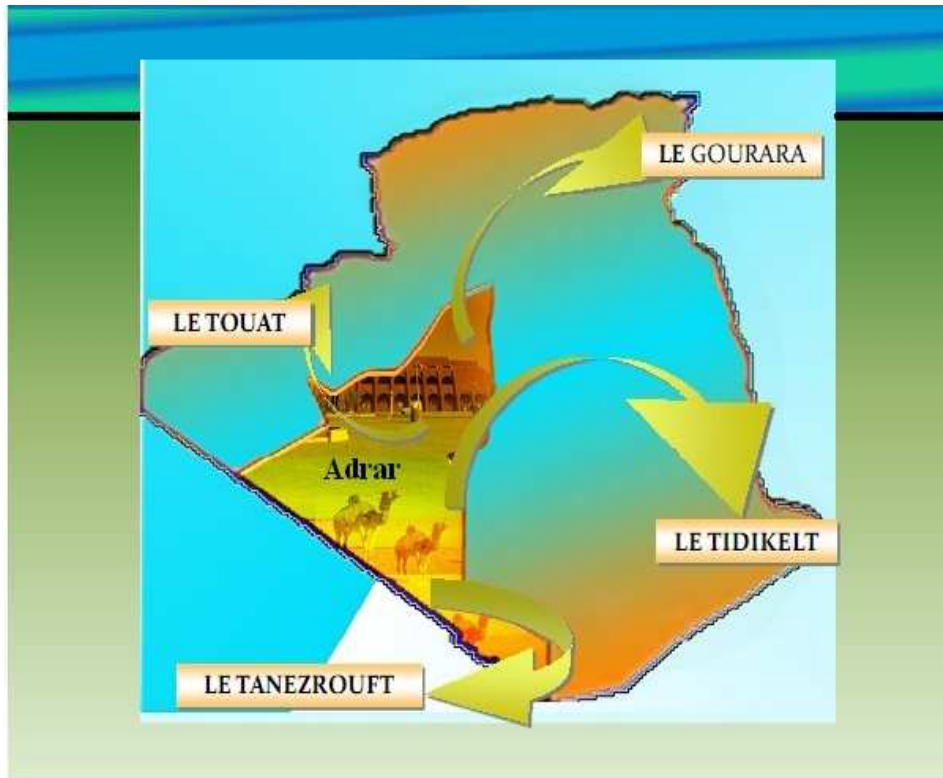 LE GOURARA
LE TOUAT
Adrar
LE TIDIKELT
LE TANEZROUFT